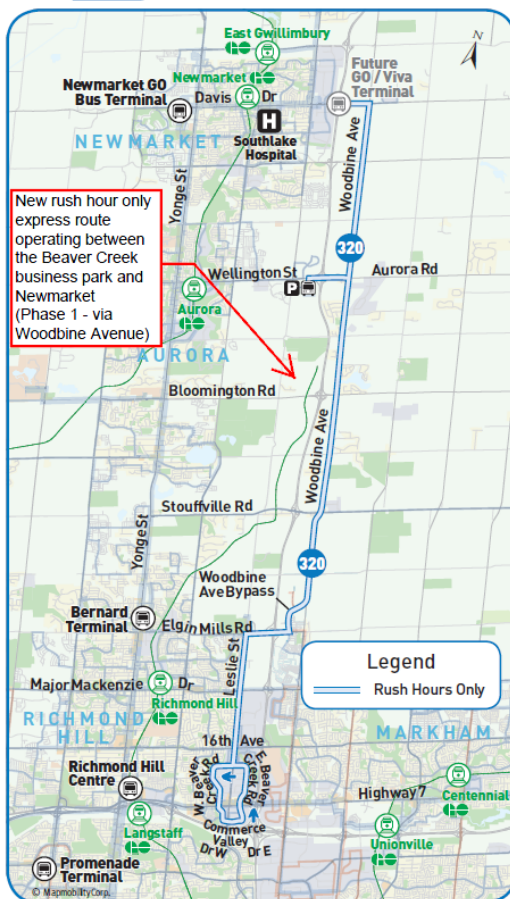 East Gwillimbury
N
Newmarket
Future
GO / Viva
Terminal
Newmarket GO
Bus Terminal
Davis Dr
H
Southlake
Hospital
NEWMARKET
Yonge St
Woodbine Ave
New rush hour only
express route
operating between
the Beaver Creek
business park and
Newmarket
(Phase 1 - via
Woodbine Avenue)
320
Wellington St
Aurora Rd
P
Aurora
AURORA
Bloomington Rd
Woodbine Ave
Stouffville Rd
Yonge St
320
Woodbine
Ave Bypass
Bernard
Terminal
Elgin Mills Rd
Leslie St
Legend
Rush Hours Only
Major Mackenzie Dr
Richmond Hill
RICHMOND
HILL
16th Ave
MARKHAM
W. Beaver
Creek Rd
E. Beaver
Creek Rd
Richmond Hill
Centre
Highway 7
Centennial
Langstaff
Commerce
Valley
Dr W
Dr E
Unionville
Promenade
Terminal
© Mapmobility Corp.